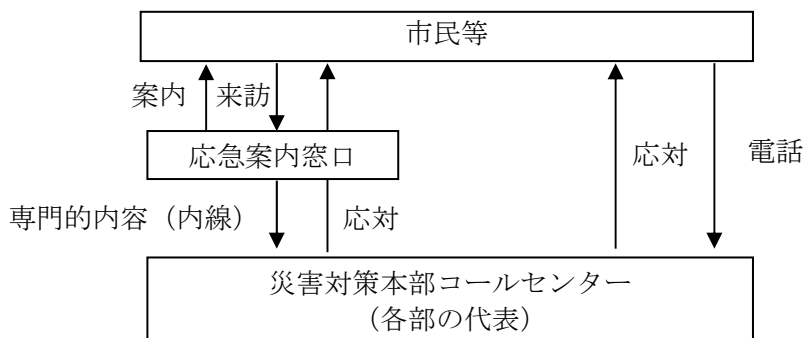 市民等
案内
来訪
応急案内窓口
応対
電話
専門的内容（内線）
応対
災害対策本部コールセンター
（各部の代表）